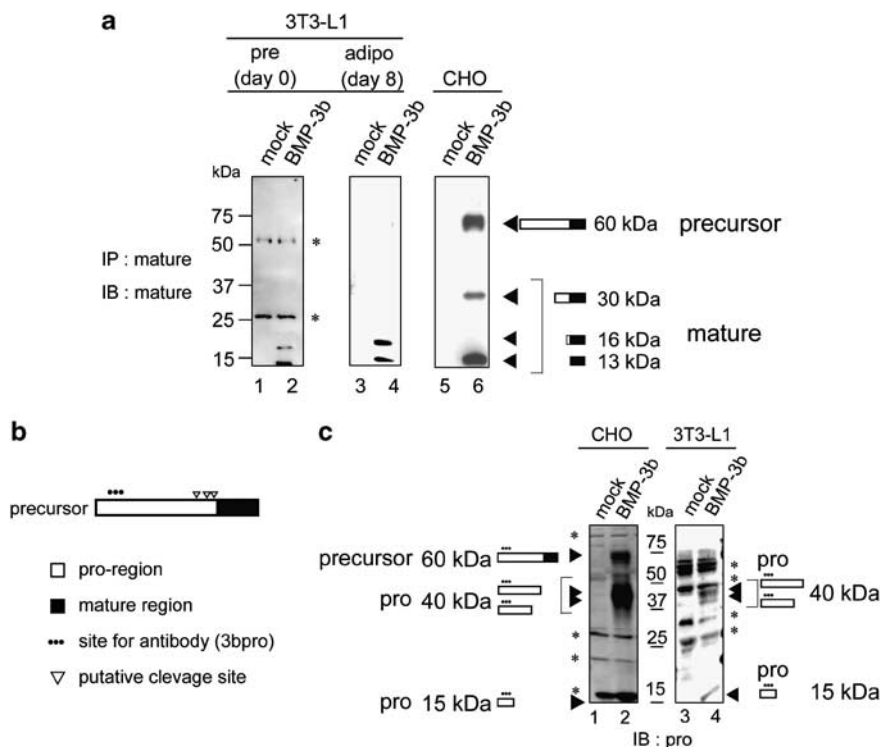 a
3T3-L1
pre (day 0)
adipo (day 8)
CHO
mock
BMP-3b
mock
BMP-3b
mock
BMP-3b
kDa
75
50
37
25
15
IP : mature
IB : mature
*
*
60 kDa
precursor
30 kDa
16 kDa
13 kDa
mature
1 2 3 4 5 6
b
precursor
pro-region
mature region
site for antibody (3bpro)
putative clevage site
c
CHO
3T3-L1
mock
BMP-3b
kDa
mock
BMP-3b
75
50
37
25
15
precursor 60 kDa
pro 40 kDa
pro 15 kDa
*
*
*
*
*
*
*
*
*
pro
40 kDa
pro
15 kDa
1 2 3 4
IB : pro